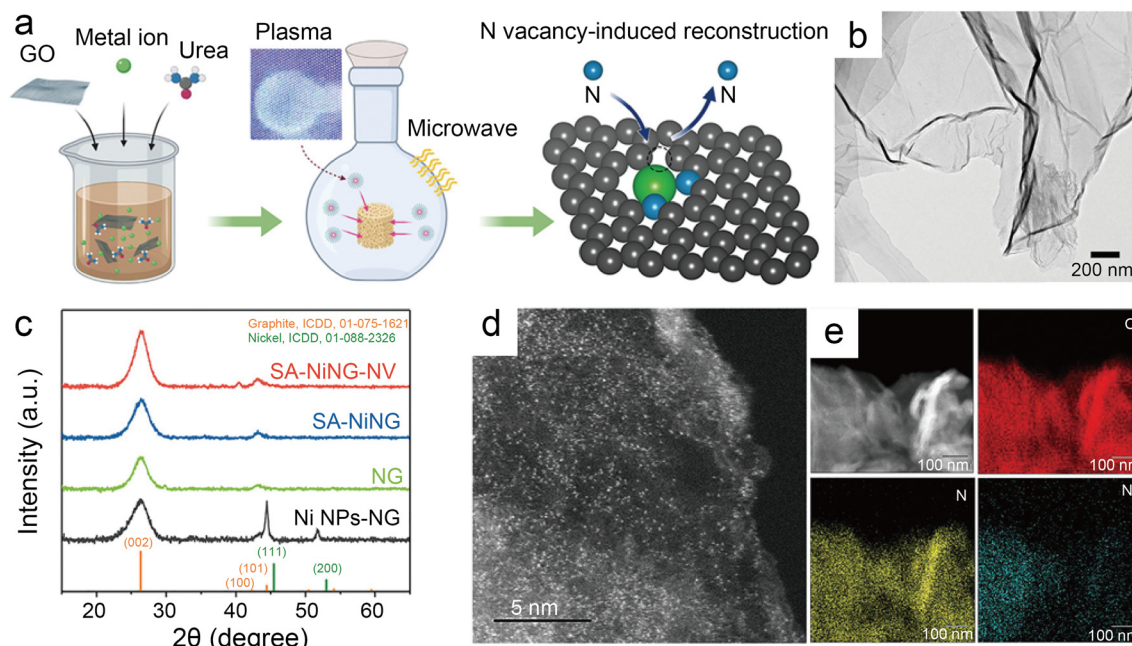 a
GO
Metal ion
Urea
Plasma
Microwave
N vacancy-induced reconstruction
N
N
b
200 nm
c
Intensity (a.u.)
Graphite, ICDD, 01-075-1621
Nickel, ICDD, 01-088-2326
SA-NiNG-NV
SA-NiNG
NG
Ni NPs-NG
(002)
(100)
(101)
(111)
(200)
20
30
40
50
60
2θ (degree)
d
5 nm
e
100 nm
100 nm
N
100 nm
100 nm